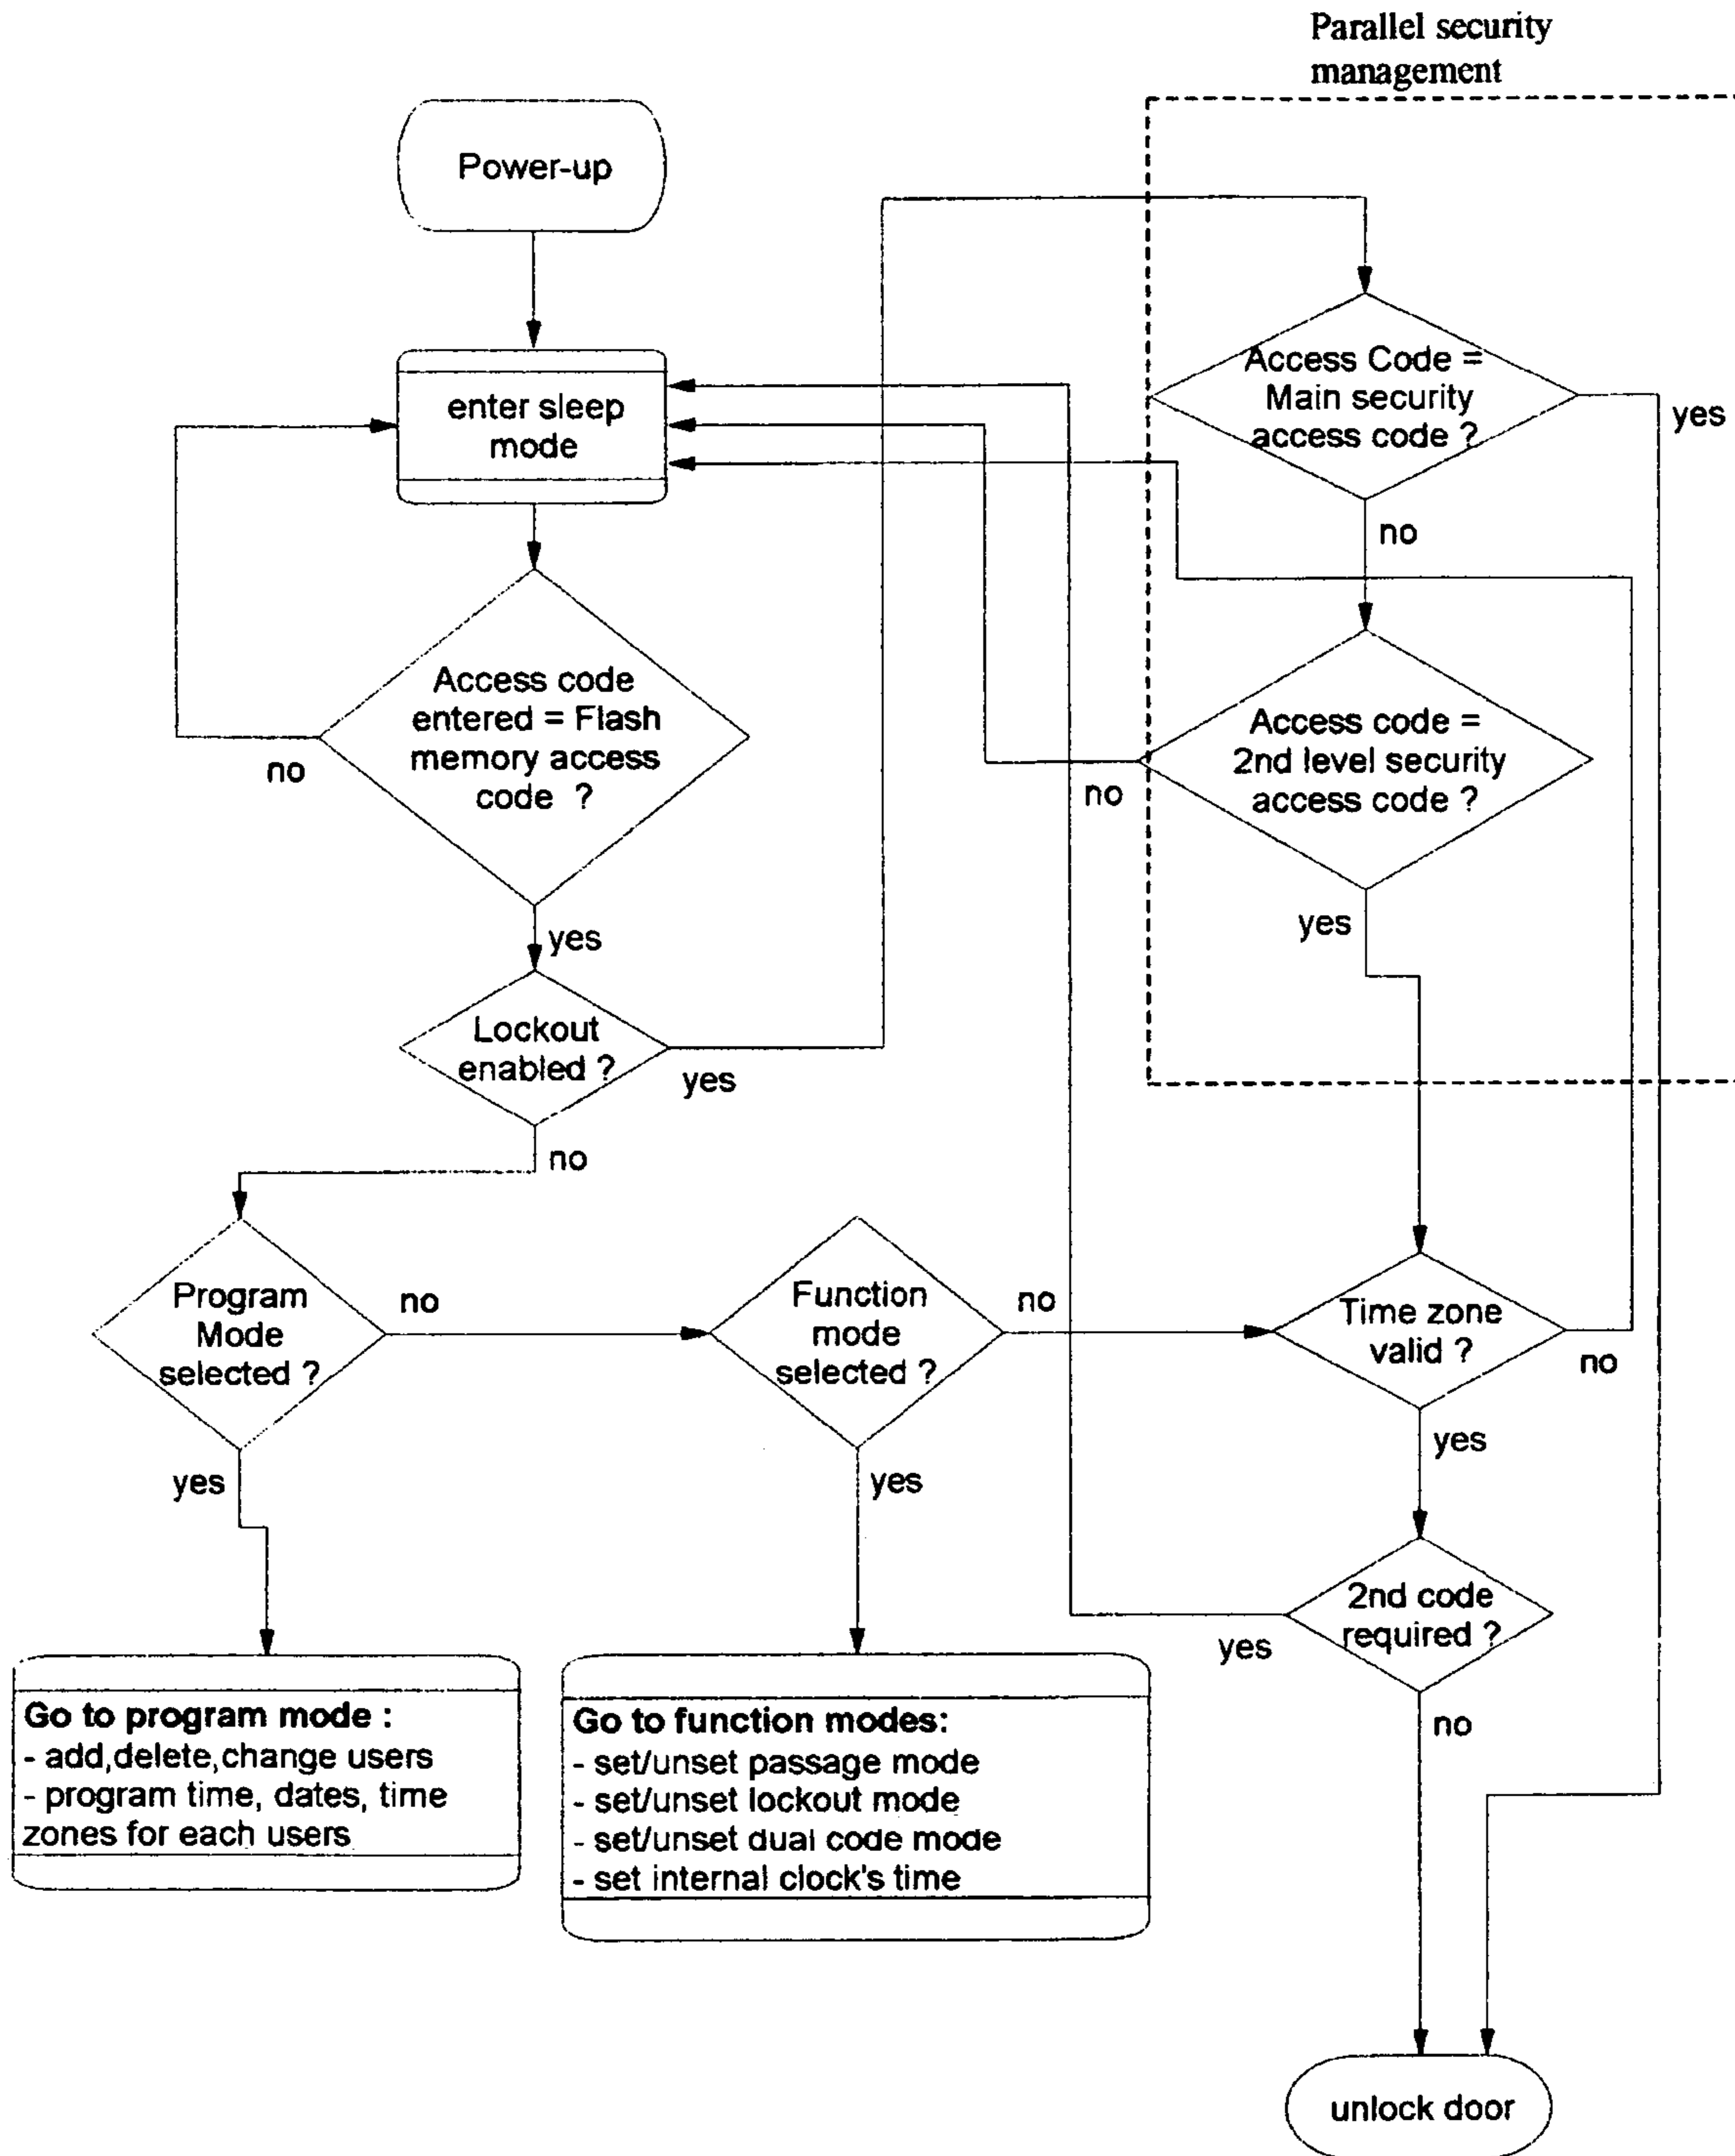 Parallel security
management
Power-up
enter sleep
mode
Access Code =
Main security
access code ?
yes
no
Access code
entered = Flash
memory access
code ?
no
yes
Access code =
2nd level security
access code ?
no
yes
Lockout
enabled ?
yes
no
Program
Mode
selected ?
no
yes
Function
mode
selected ?
no
yes
Time zone
valid ?
no
yes
2nd code
required ?
yes
no
Go to program mode :
- add,delete,change users
- program time, dates, time
zones for each users
Go to function modes:
- set/unset passage mode
- set/unset lockout mode
- set/unset dual code mode
- set internal clock's time
unlock door